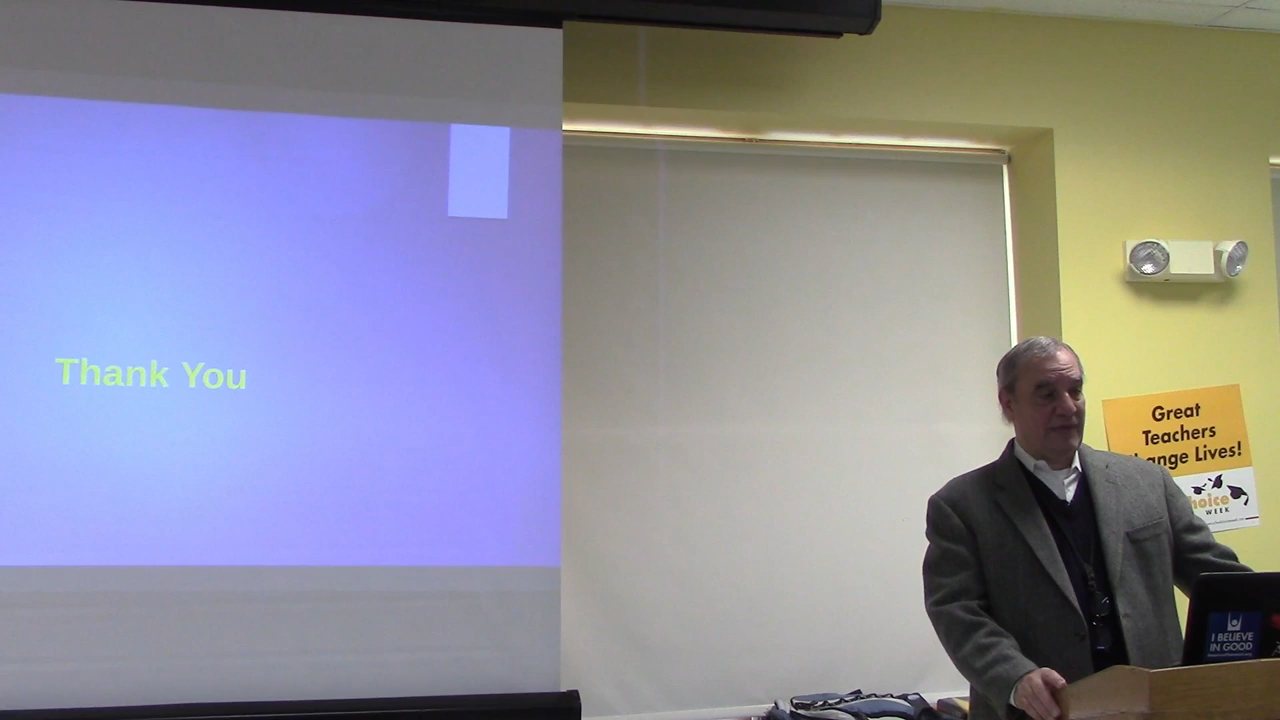 Thank You
Great
Teachers
ange Lives!
hoice
WEEK
I BELIEVE
IN GOOD